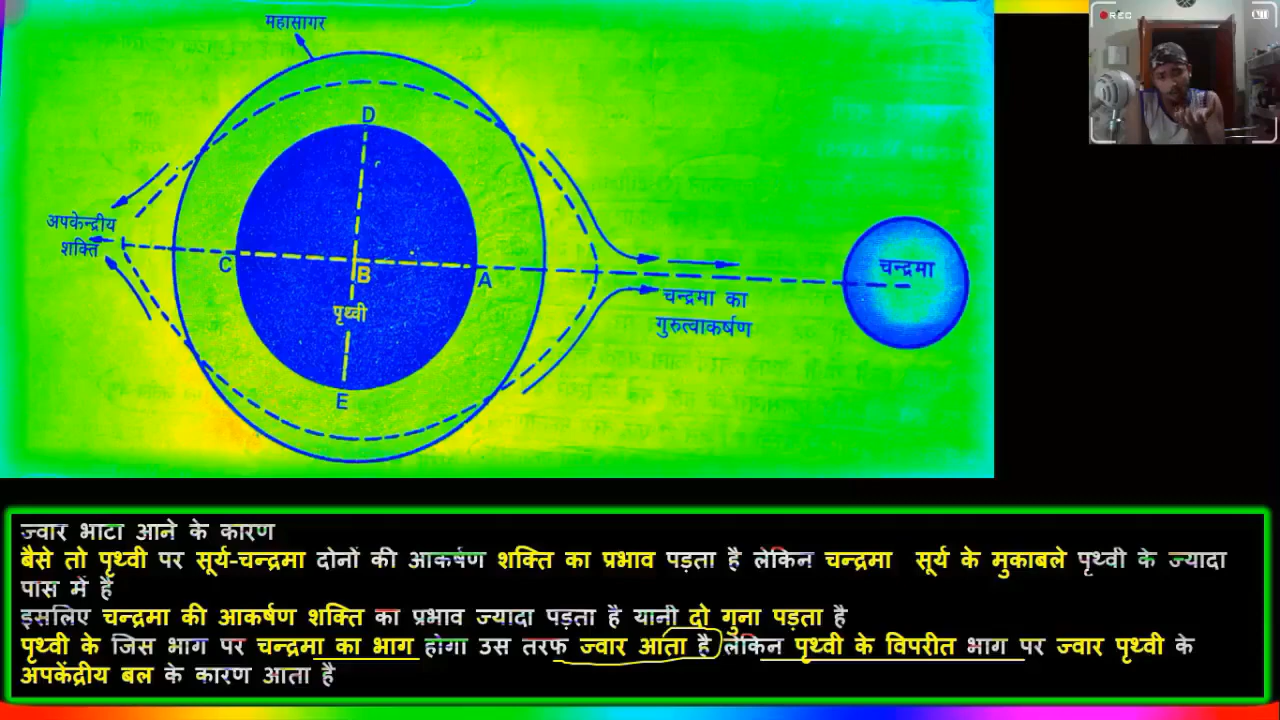 REC
महासागर
D
अपकेन्द्रीय
शक्ति
C
B
A
चन्द्रमा
पृथ्वी
चन्द्रमा का
गुरुत्वाकर्षण
E
ज्वार भाटा आने के कारण
बैसे तो पृथ्वी पर सूर्य-चन्द्रमा दोनों की आकर्षण शक्ति का प्रभाव पड़ता है लेकिन चन्द्रमा सूर्य के मुकाबले पृथ्वी के ज्यादा
पास में है
इसलिए चन्द्रमा की आकर्षण शक्ति का प्रभाव ज्यादा पड़ता है यानी दो गुना पड़ता है
पृथ्वी के जिस भाग पर चन्द्रमा का भाग होगा उस तरफ ज्वार आता है लेकिन पृथ्वी के विपरीत भाग पर ज्वार पृथ्वी के
अपकेंद्रीय बल के कारण आता है